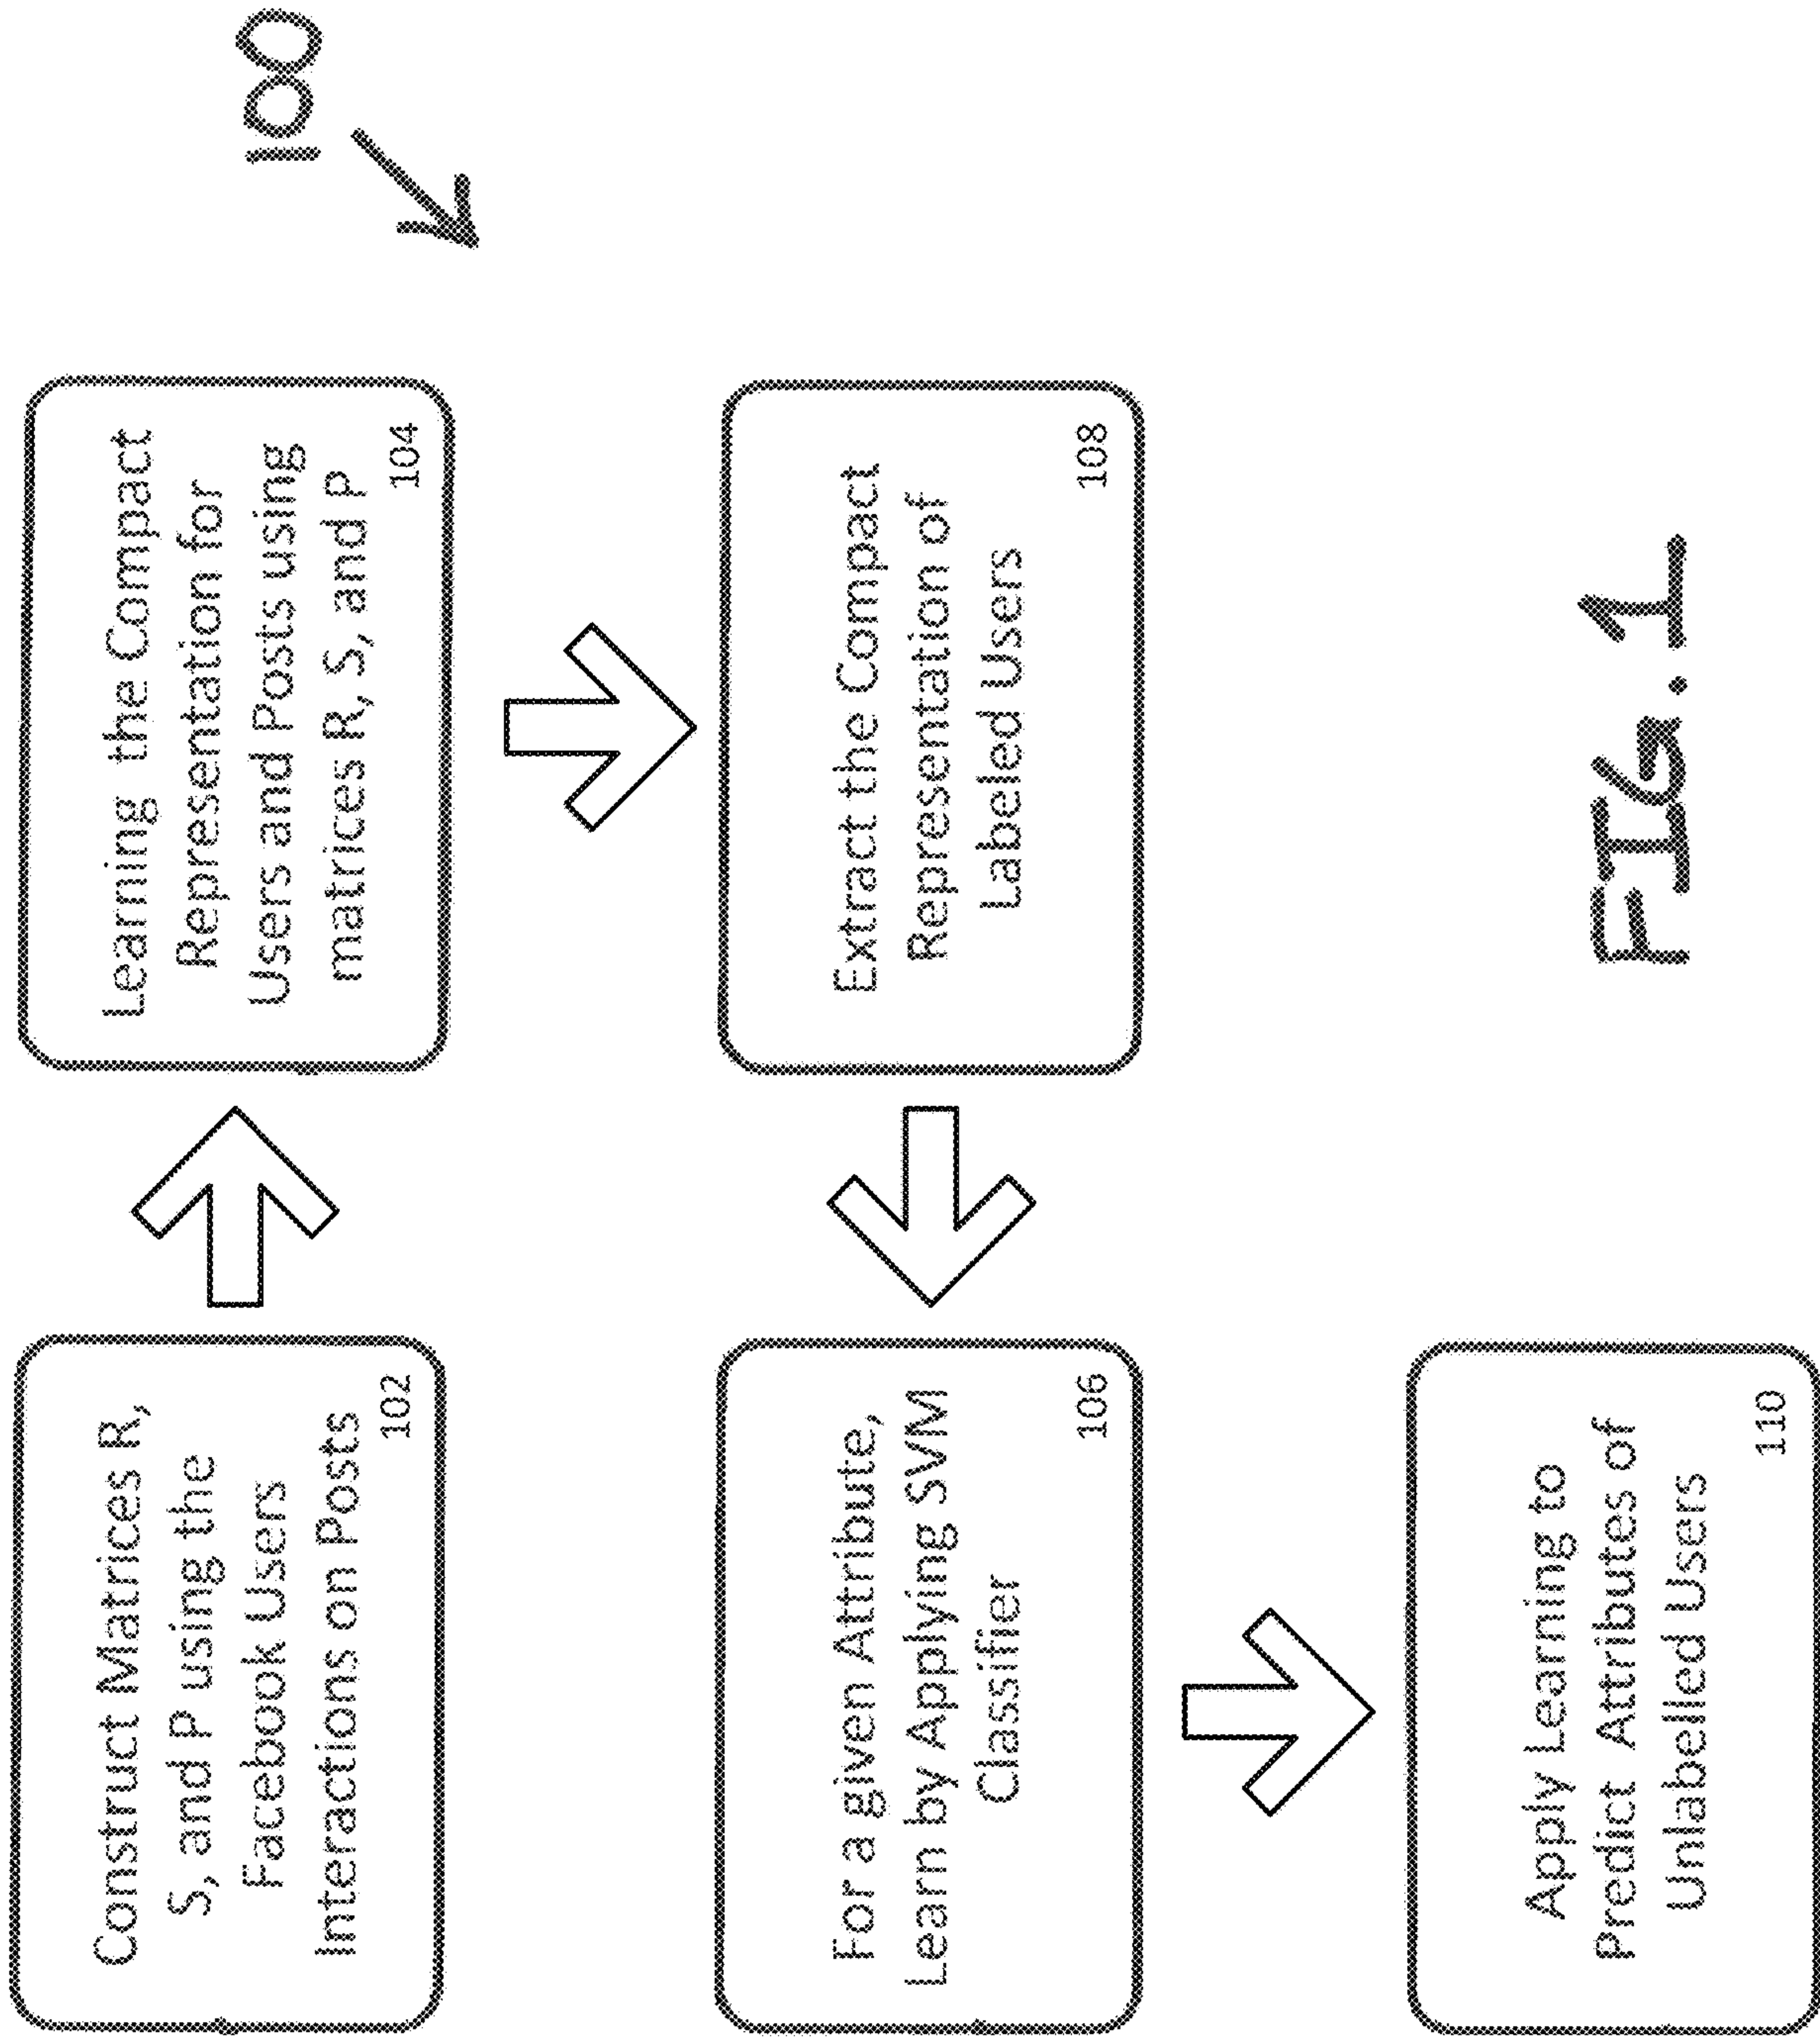 100
Construct Matrices R,
S, and P using the
Facebook Users
Interactions on Posts
102
Learning the Compact
Representation for
Users and Posts using
matrices R, S, and P
104
For a given Attribute,
Learn by Applying SVM
Classifier
106
Extract the Compact
Representation of
Labeled Users
108
Apply Learning to
Predict Attributes of
Unlabelled Users
110
FIG. 1